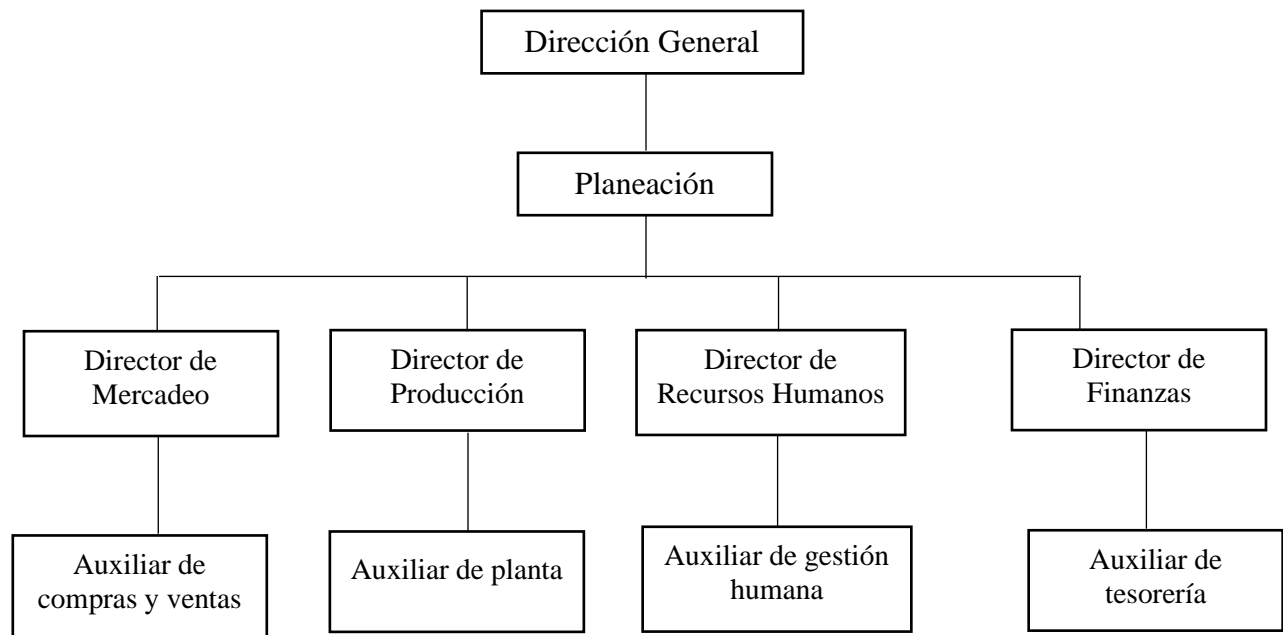 Dirección General
Planeación
Director de
Mercadeo
Director de
Producción
Director de
Recursos Humanos
Director de
Finanzas
Auxiliar de
compras y ventas
Auxiliar de planta
Auxiliar de gestión
humana
Auxiliar de
tesorería